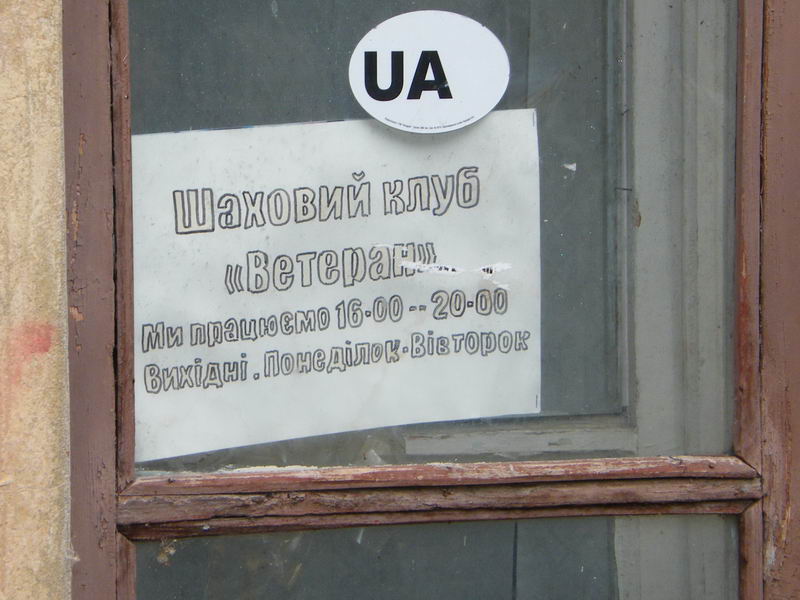 UA
Шаховий клуб
«Ветеран»
Ми працюємо 16-00 -- 20-00
Вихідні . Понеділок-Вівторок